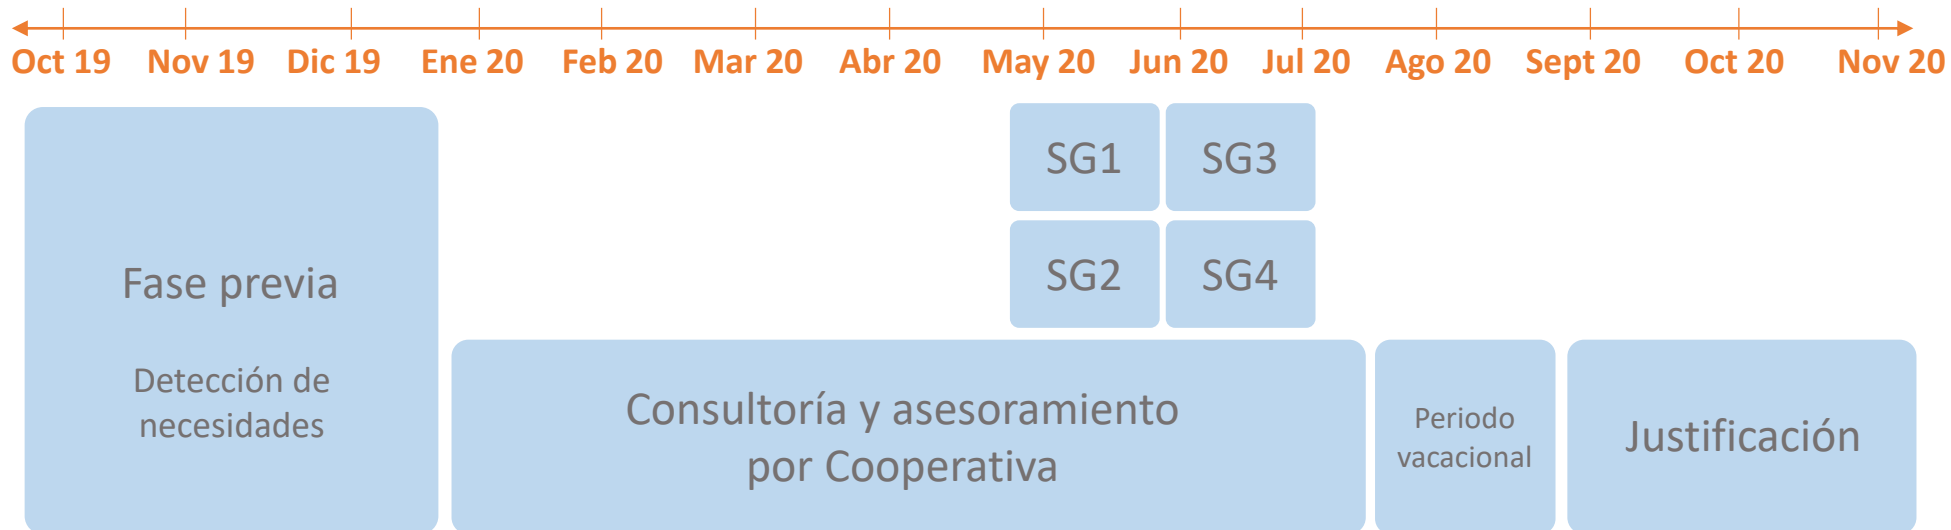 Oct 19 Nov 19 Dic 19 Ene 20 Feb 20 Mar 20 Abr 20 May 20 Jun 20 Jul 20 Ago 20 Sept 20 Oct 20 Nov 20
Fase previa
Detección de
necesidades
SG1
SG3
SG2
SG4
Consultoría y asesoramiento
por Cooperativa
Periodo
vacacional
Justificación